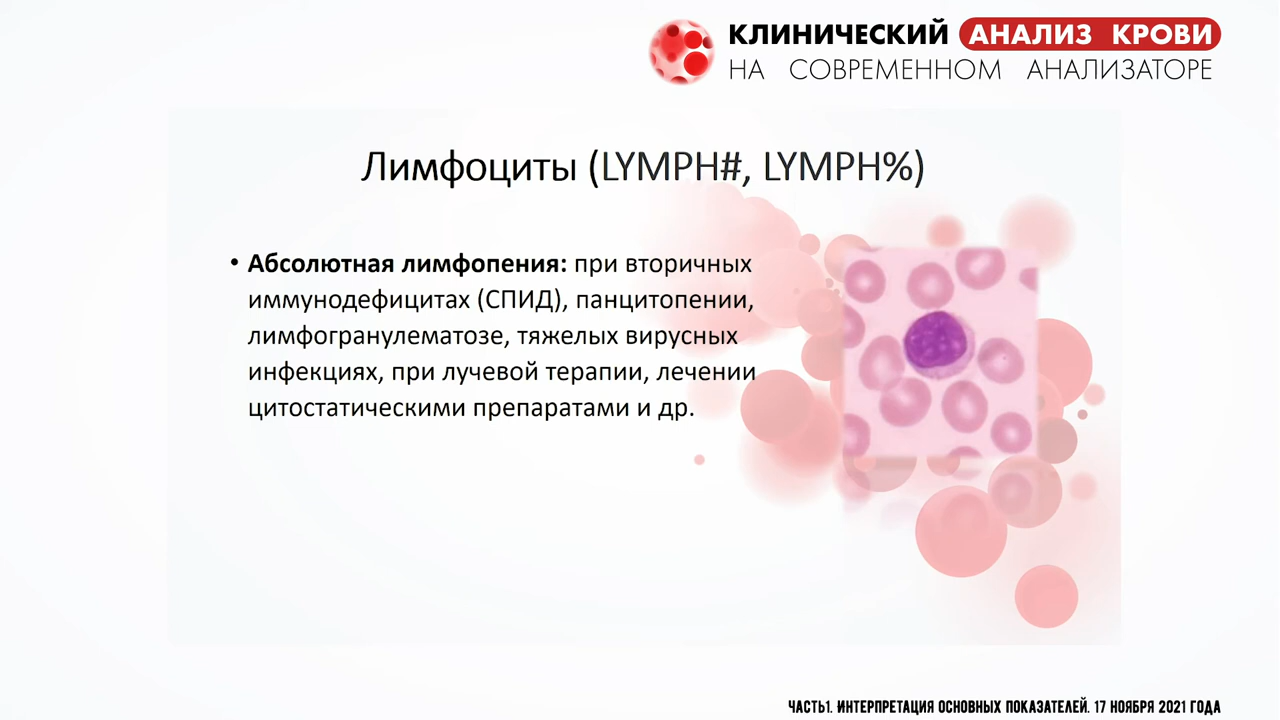 КЛИНИЧЕСКИЙ АНАЛИЗ КРОВИ
НА СОВРЕМЕННОМ АНАЛИЗАТОРЕ
Лимфоциты (LYMPH#, LYMPH%)
• Абсолютная лимфопения: при вторичных
иммунодефицитах (СПИД), панцитопении,
лимфогранулематозе, тяжелых вирусных
инфекциях, при лучевой терапии, лечении
цитостатическими препаратами и др.
ЧАСТЬ1. ИНТЕРПРЕТАЦИЯ ОСНОВНЫХ ПОКАЗАТЕЛЕЙ. 17 НОЯБРЯ 2021 ГОДА